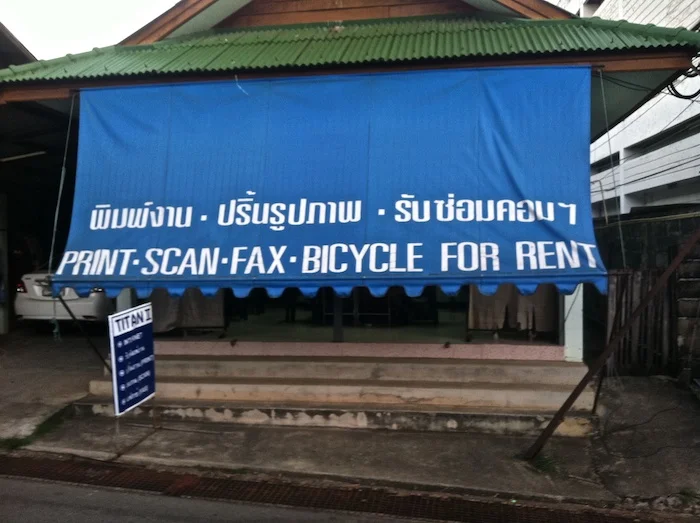 พิมพ์งาน · ปริ้นรูปภาพ · รับซ่อมคอมฯ
PRINT·SCAN·FAX·BICYCLE FOR RENT
TITAN II